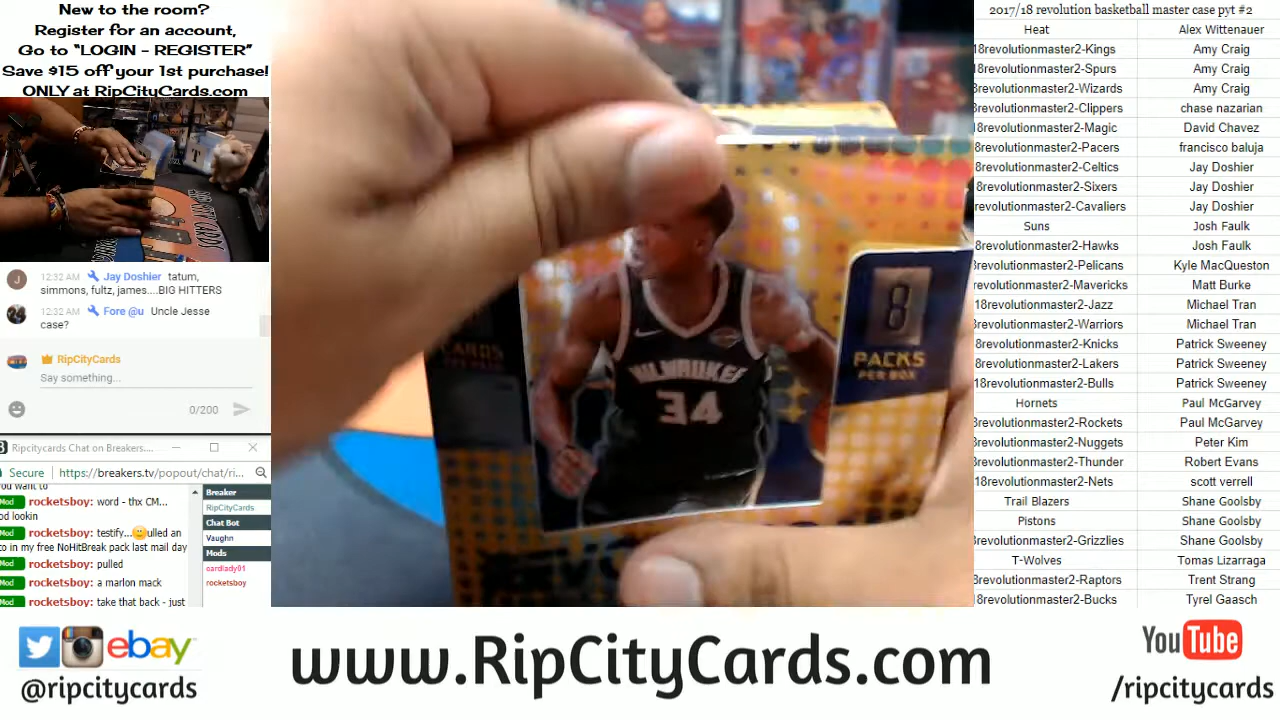 New to the room?
Register for an account,
Go to "LOGIN - REGISTER"
Save $15 off your 1st purchase!
ONLY at RipCityCards.com
12:32 AM Jay Doshier tatum,
simmons, fultz, james....BIG HITTERS
12:32 AM Fore @u Uncle Jesse
case?
RipCityCards
Say something...
0/200
Ripcitycards Chat on Breakers....
Secure https://breakers.tv/popout/chat/ri...
you want to
Mod rocketsboy: word - thx CM...
od lookin
Mod rocketsboy: testify... ulled an
to in my free NoHitBreak pack last mail day
Mod rocketsboy: pulled
Mod rocketsboy: a marlon mack
Mod rocketsboy: take that back - just
Breaker
RipCityCards
Chat Bot
Vaughn
Mods
cardlady01
rocketsboy
CARDS
8
PACKS
PER BOX
MILWAUKEE
34
2017/18 revolution basketball master case pyt #2
Heat Alex Wittenauer
18revolutionmaster2-Kings Amy Craig
18revolutionmaster2-Spurs Amy Craig
8revolutionmaster2-Wizards Amy Craig
8revolutionmaster2-Clippers chase nazarian
18revolutionmaster2-Magic David Chavez
8revolutionmaster2-Pacers francisco baluja
8revolutionmaster2-Celtics Jay Doshier
8revolutionmaster2-Sixers Jay Doshier
revolutionmaster2-Cavaliers Jay Doshier
Suns Josh Faulk
8revolutionmaster2-Hawks Josh Faulk
8revolutionmaster2-Pelicans Kyle MacQueston
revolutionmaster2-Mavericks Matt Burke
18revolutionmaster2-Jazz Michael Tran
8revolutionmaster2-Warriors Michael Tran
8revolutionmaster2-Knicks Patrick Sweeney
8revolutionmaster2-Lakers Patrick Sweeney
18revolutionmaster2-Bulls Patrick Sweeney
Hornets Paul McGarvey
8revolutionmaster2-Rockets Paul McGarvey
8revolutionmaster2-Nuggets Peter Kim
8revolutionmaster2-Thunder Robert Evans
18revolutionmaster2-Nets scott verrell
Trail Blazers Shane Goolsby
Pistons Shane Goolsby
8revolutionmaster2-Grizzlies Shane Goolsby
T-Wolves Tomas Lizarraga
8revolutionmaster2-Raptors Trent Strang
18revolutionmaster2-Bucks Tyrel Gaasch
ebay
@ripcitycards
www.RipCityCards.com
YouTube
/ripcitycards